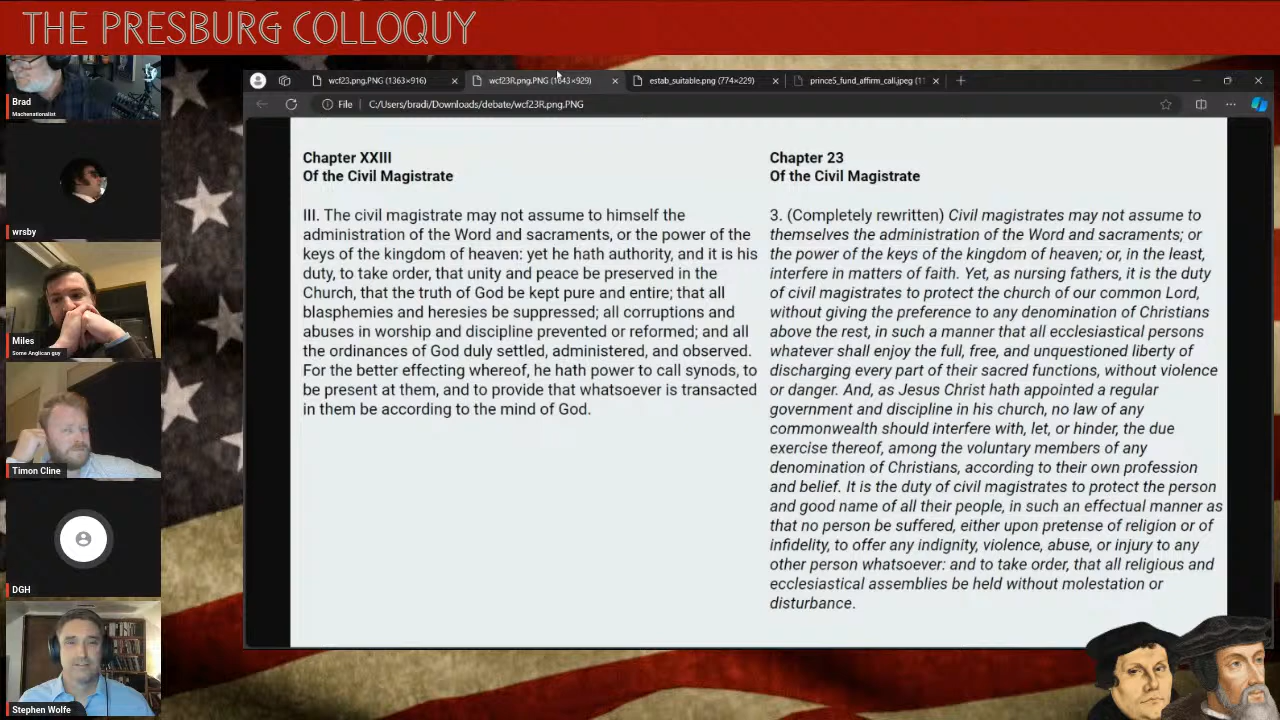 THE PRESBURG COLLOQUY
wcf23.png.PNG (1363×916)
wcf23R.png.PNG (1643×929)
estab_suitable.png (774×229)
prince5_fund_affirm_call.jpeg (11
File
C:/Users/bradi/Downloads/debate/wcf23R.png.PNG
Brad
Machenationalist
wrsby
Miles
Some Anglican guy
Timon Cline
DGH
Stephen Wolfe
Chapter XXIII
Of the Civil Magistrate
III. The civil magistrate may not assume to himself the
administration of the Word and sacraments, or the power of the
keys of the kingdom of heaven: yet he hath authority, and it is his
duty, to take order, that unity and peace be preserved in the
Church, that the truth of God be kept pure and entire; that all
blasphemies and heresies be suppressed; all corruptions and
abuses in worship and discipline prevented or reformed; and all
the ordinances of God duly settled, administered, and observed.
For the better effecting whereof, he hath power to call synods, to
be present at them, and to provide that whatsoever is transacted
in them be according to the mind of God.
Chapter 23
Of the Civil Magistrate
3. (Completely rewritten) Civil magistrates may not assume to
themselves the administration of the Word and sacraments; or
the power of the keys of the kingdom of heaven; or, in the least,
interfere in matters of faith. Yet, as nursing fathers, it is the duty
of civil magistrates to protect the church of our common Lord,
without giving the preference to any denomination of Christians
above the rest, in such a manner that all ecclesiastical persons
whatever shall enjoy the full, free, and unquestioned liberty of
discharging every part of their sacred functions, without violence
or danger. And, as Jesus Christ hath appointed a regular
government and discipline in his church, no law of any
commonwealth should interfere with, let, or hinder, the due
exercise thereof, among the voluntary members of any
denomination of Christians, according to their own profession
and belief. It is the duty of civil magistrates to protect the person
and good name of all their people, in such an effectual manner as
that no person be suffered, either upon pretense of religion or of
infidelity, to offer any indignity, violence, abuse, or injury to any
other person whatsoever: and to take order, that all religious and
ecclesiastical assemblies be held without molestation or
disturbance.